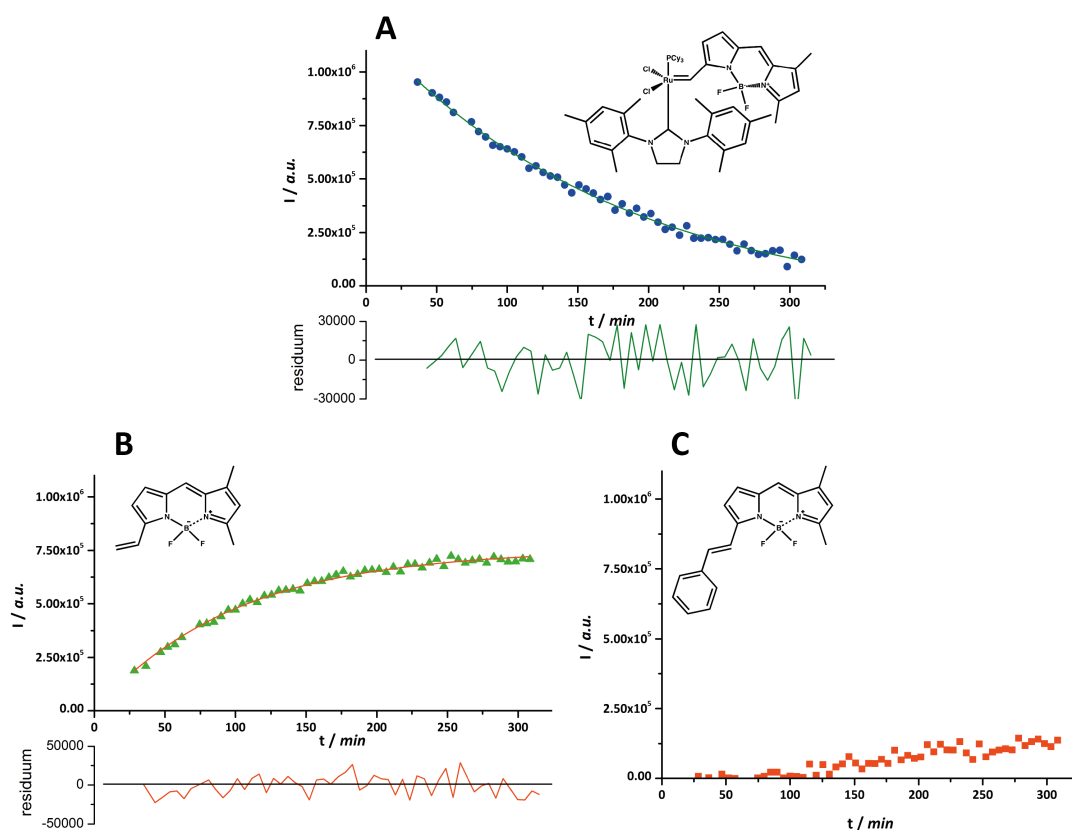 A
I / a.u.
1.00x10⁶
7.50x10⁵
5.00x10⁵
2.50x10⁵
0.00
0 50 100 150 200 250 300
t / min
PCy₃
Cl
Cl
Ru
N
N⁺
B⁻
F
F
N
N
residuum
30000
0
-30000
B
I / a.u.
1.00x10⁶
7.50x10⁵
5.00x10⁵
2.50x10⁵
0.00
0 50 100 150 200 250 300
t / min
N
N⁺
B⁻
F
F
residuum
50000
0
-50000
C
I / a.u.
1.00x10⁶
7.50x10⁵
5.00x10⁵
2.50x10⁵
0.00
0 50 100 150 200 250 300
t / min
N
N⁺
B⁻
F
F